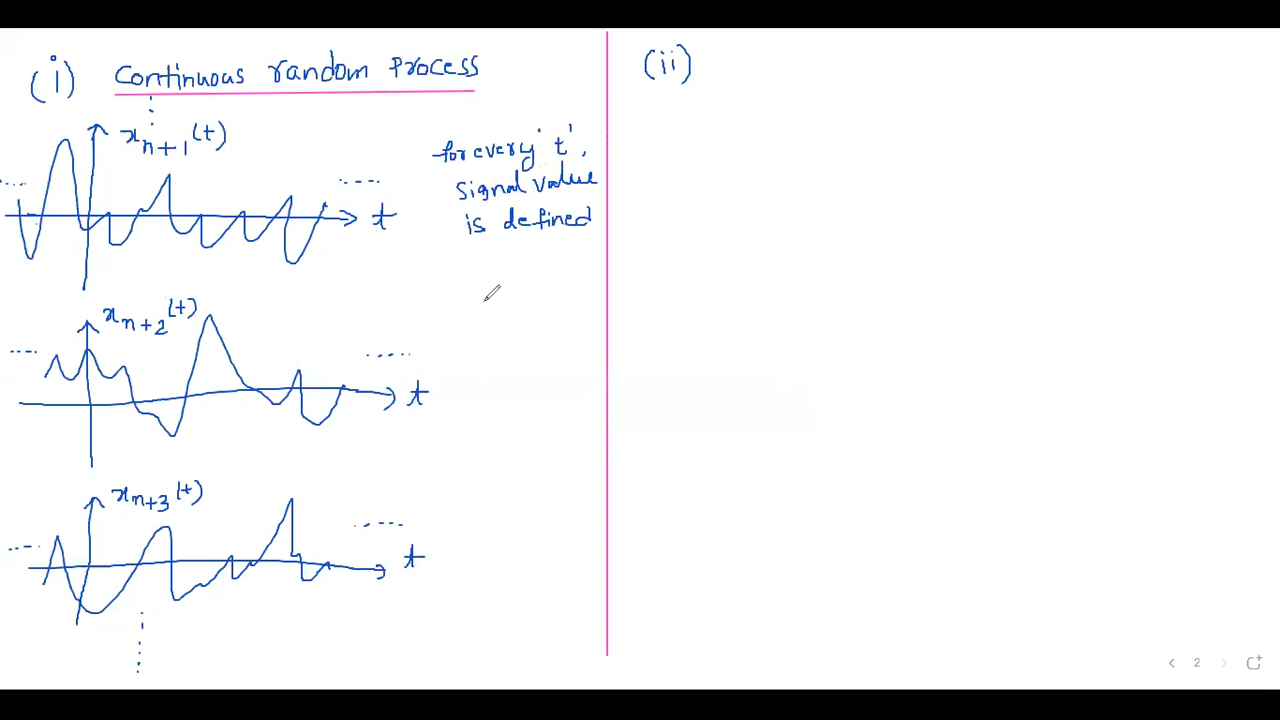 (i) Continuous random process
x_{n+1}(t)
for every 't',
signal value
is defined
t
x_{n+2}(t)
t
x_{n+3}(t)
t
(ii)
2